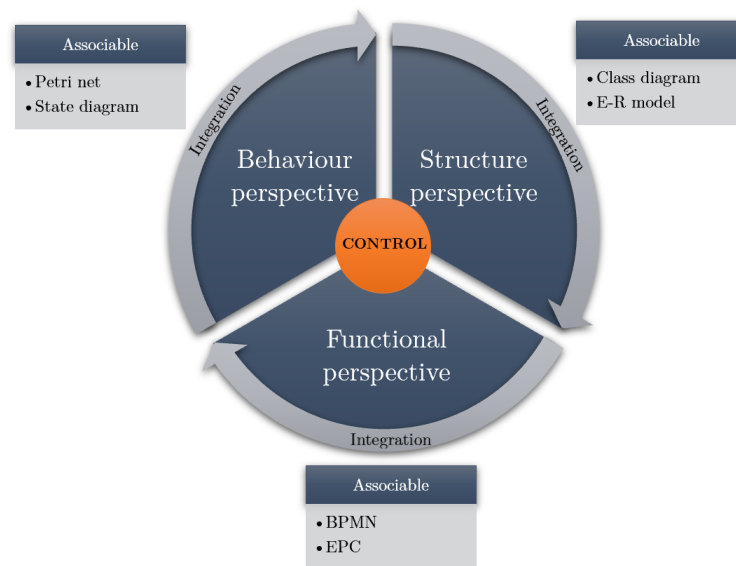 Associable
• Petri net
• State diagram
Associable
• Class diagram
• E-R model
Integration
Integration
Behaviour
perspective
Structure
perspective
CONTROL
Functional
perspective
Integration
Associable
• BPMN
• EPC